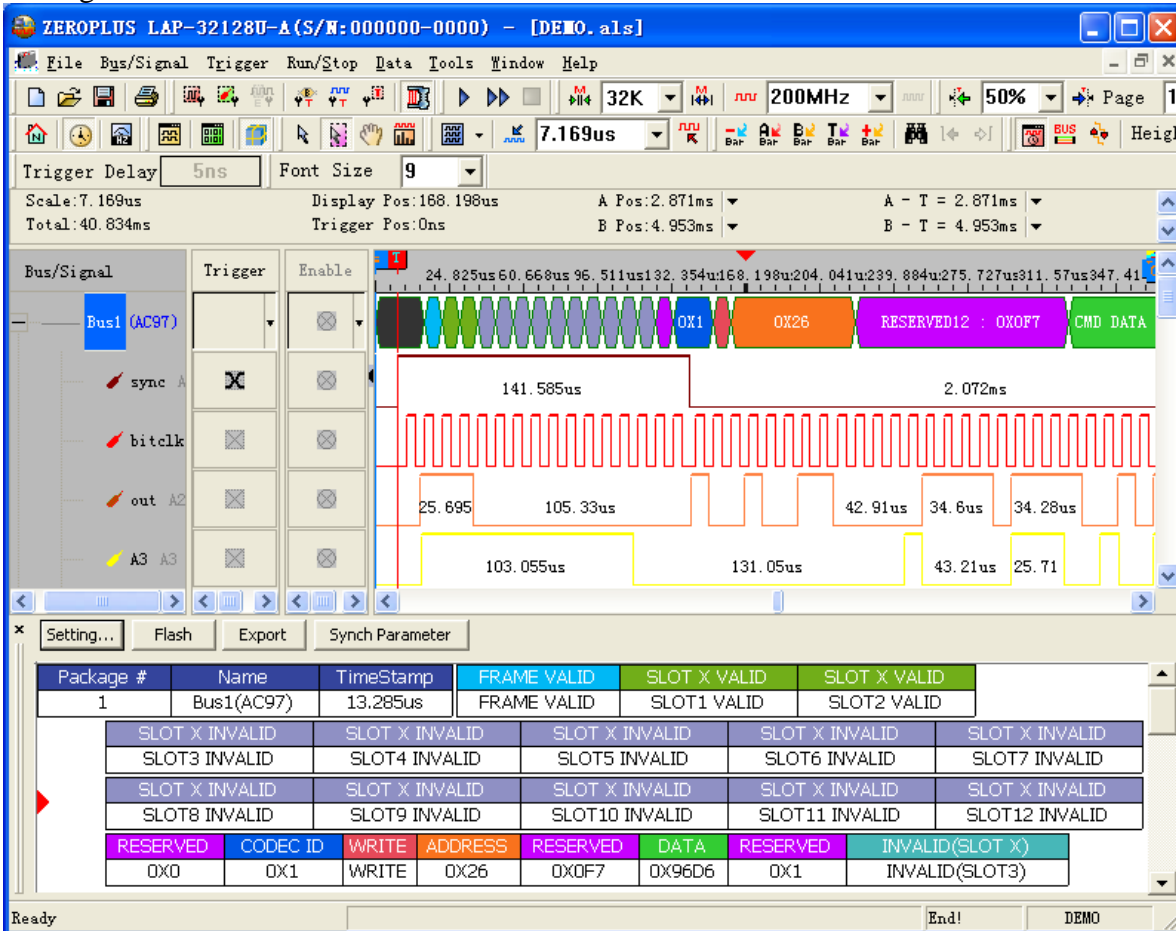 ZEROPLUS LAP-32128U-A(S/N:000000-0000) - [DEMO.als]
File Bus/Signal Trigger Run/Stop Data Tools Window Help
32K 200MHz 50% Page 1
7.169us Bar Bar Bar Bar Bar BUS Heigh
Trigger Delay 5ns Font Size 9
Scale:7.169us Display Pos:168.198us A Pos:2.871ms A - T = 2.871ms
Total:40.834ms Trigger Pos:0ns B Pos:4.953ms B - T = 4.953ms
Bus/Signal Trigger Enable T 24.825us 60.668us 96.511us 132.354u 168.198u 204.041u 239.884u 275.727us 311.57us 347.41
Bus1 (AC97) 0X1 0X26 RESERVED12 : 0X0F7 CMD DATA
sync A 141.585us 2.072ms
bitclk
out A2 25.695 105.33us 42.91us 34.6us 34.28us
A3 A3 103.055us 131.05us 43.21us 25.71
Setting... Flash Export Synch Parameter
Package # Name TimeStamp FRAME VALID SLOT X VALID SLOT X VALID
1 Bus1(AC97) 13.285us FRAME VALID SLOT1 VALID SLOT2 VALID
SLOT X INVALID SLOT X INVALID SLOT X INVALID SLOT X INVALID SLOT X INVALID
SLOT3 INVALID SLOT4 INVALID SLOT5 INVALID SLOT6 INVALID SLOT7 INVALID
SLOT X INVALID SLOT X INVALID SLOT X INVALID SLOT X INVALID SLOT X INVALID
SLOT8 INVALID SLOT9 INVALID SLOT10 INVALID SLOT11 INVALID SLOT12 INVALID
RESERVED CODEC ID WRITE ADDRESS RESERVED DATA RESERVED INVALID(SLOT X)
0X0 0X1 WRITE 0X26 0X0F7 0X96D6 0X1 INVALID(SLOT3)
Ready End! DEMO